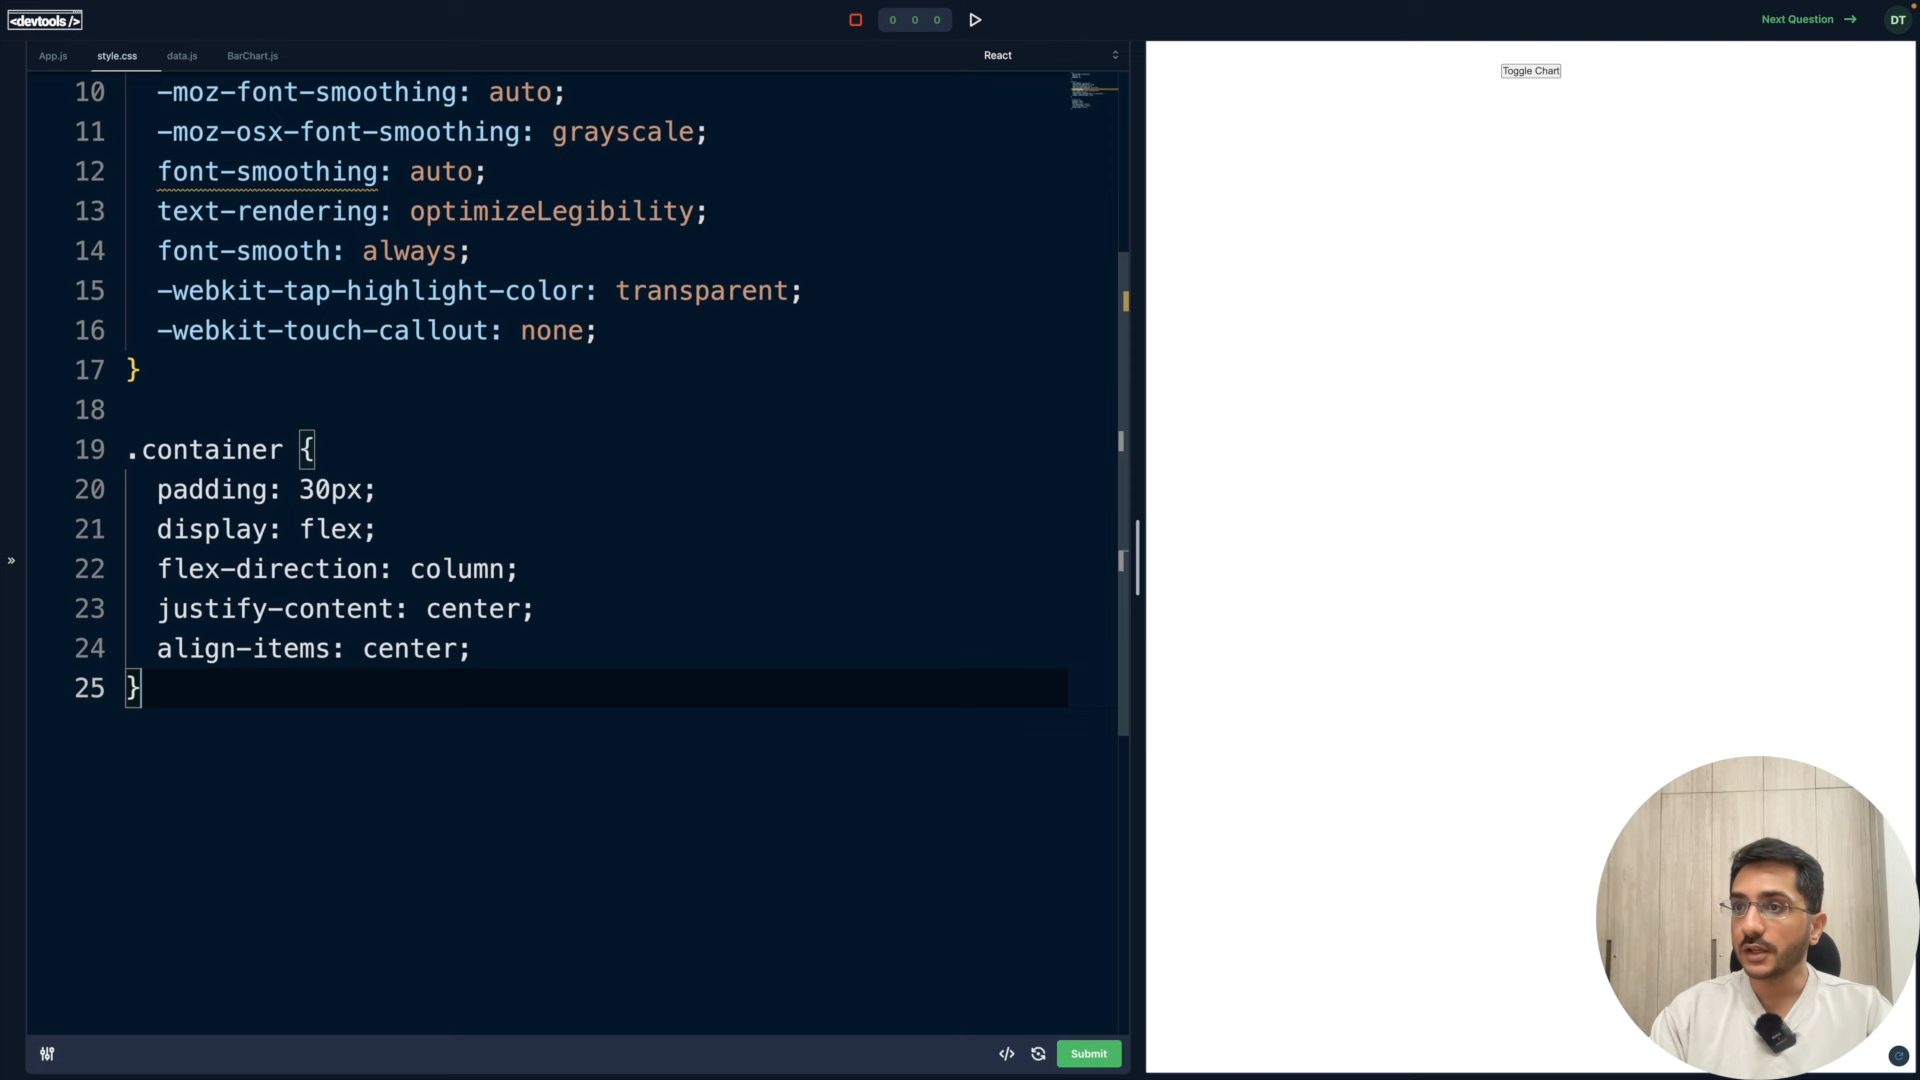 <devtools />
0 0 0
Next Question
DT
App.js
style.css
data.js
BarChart.js
React
Toggle Chart
10 -moz-font-smoothing: auto;
11 -moz-osx-font-smoothing: grayscale;
12 font-smoothing: auto;
13 text-rendering: optimizeLegibility;
14 font-smooth: always;
15 -webkit-tap-highlight-color: transparent;
16 -webkit-touch-callout: none;
17 }
18
19 .container {
20 padding: 30px;
21 display: flex;
22 flex-direction: column;
23 justify-content: center;
24 align-items: center;
25 }
Submit